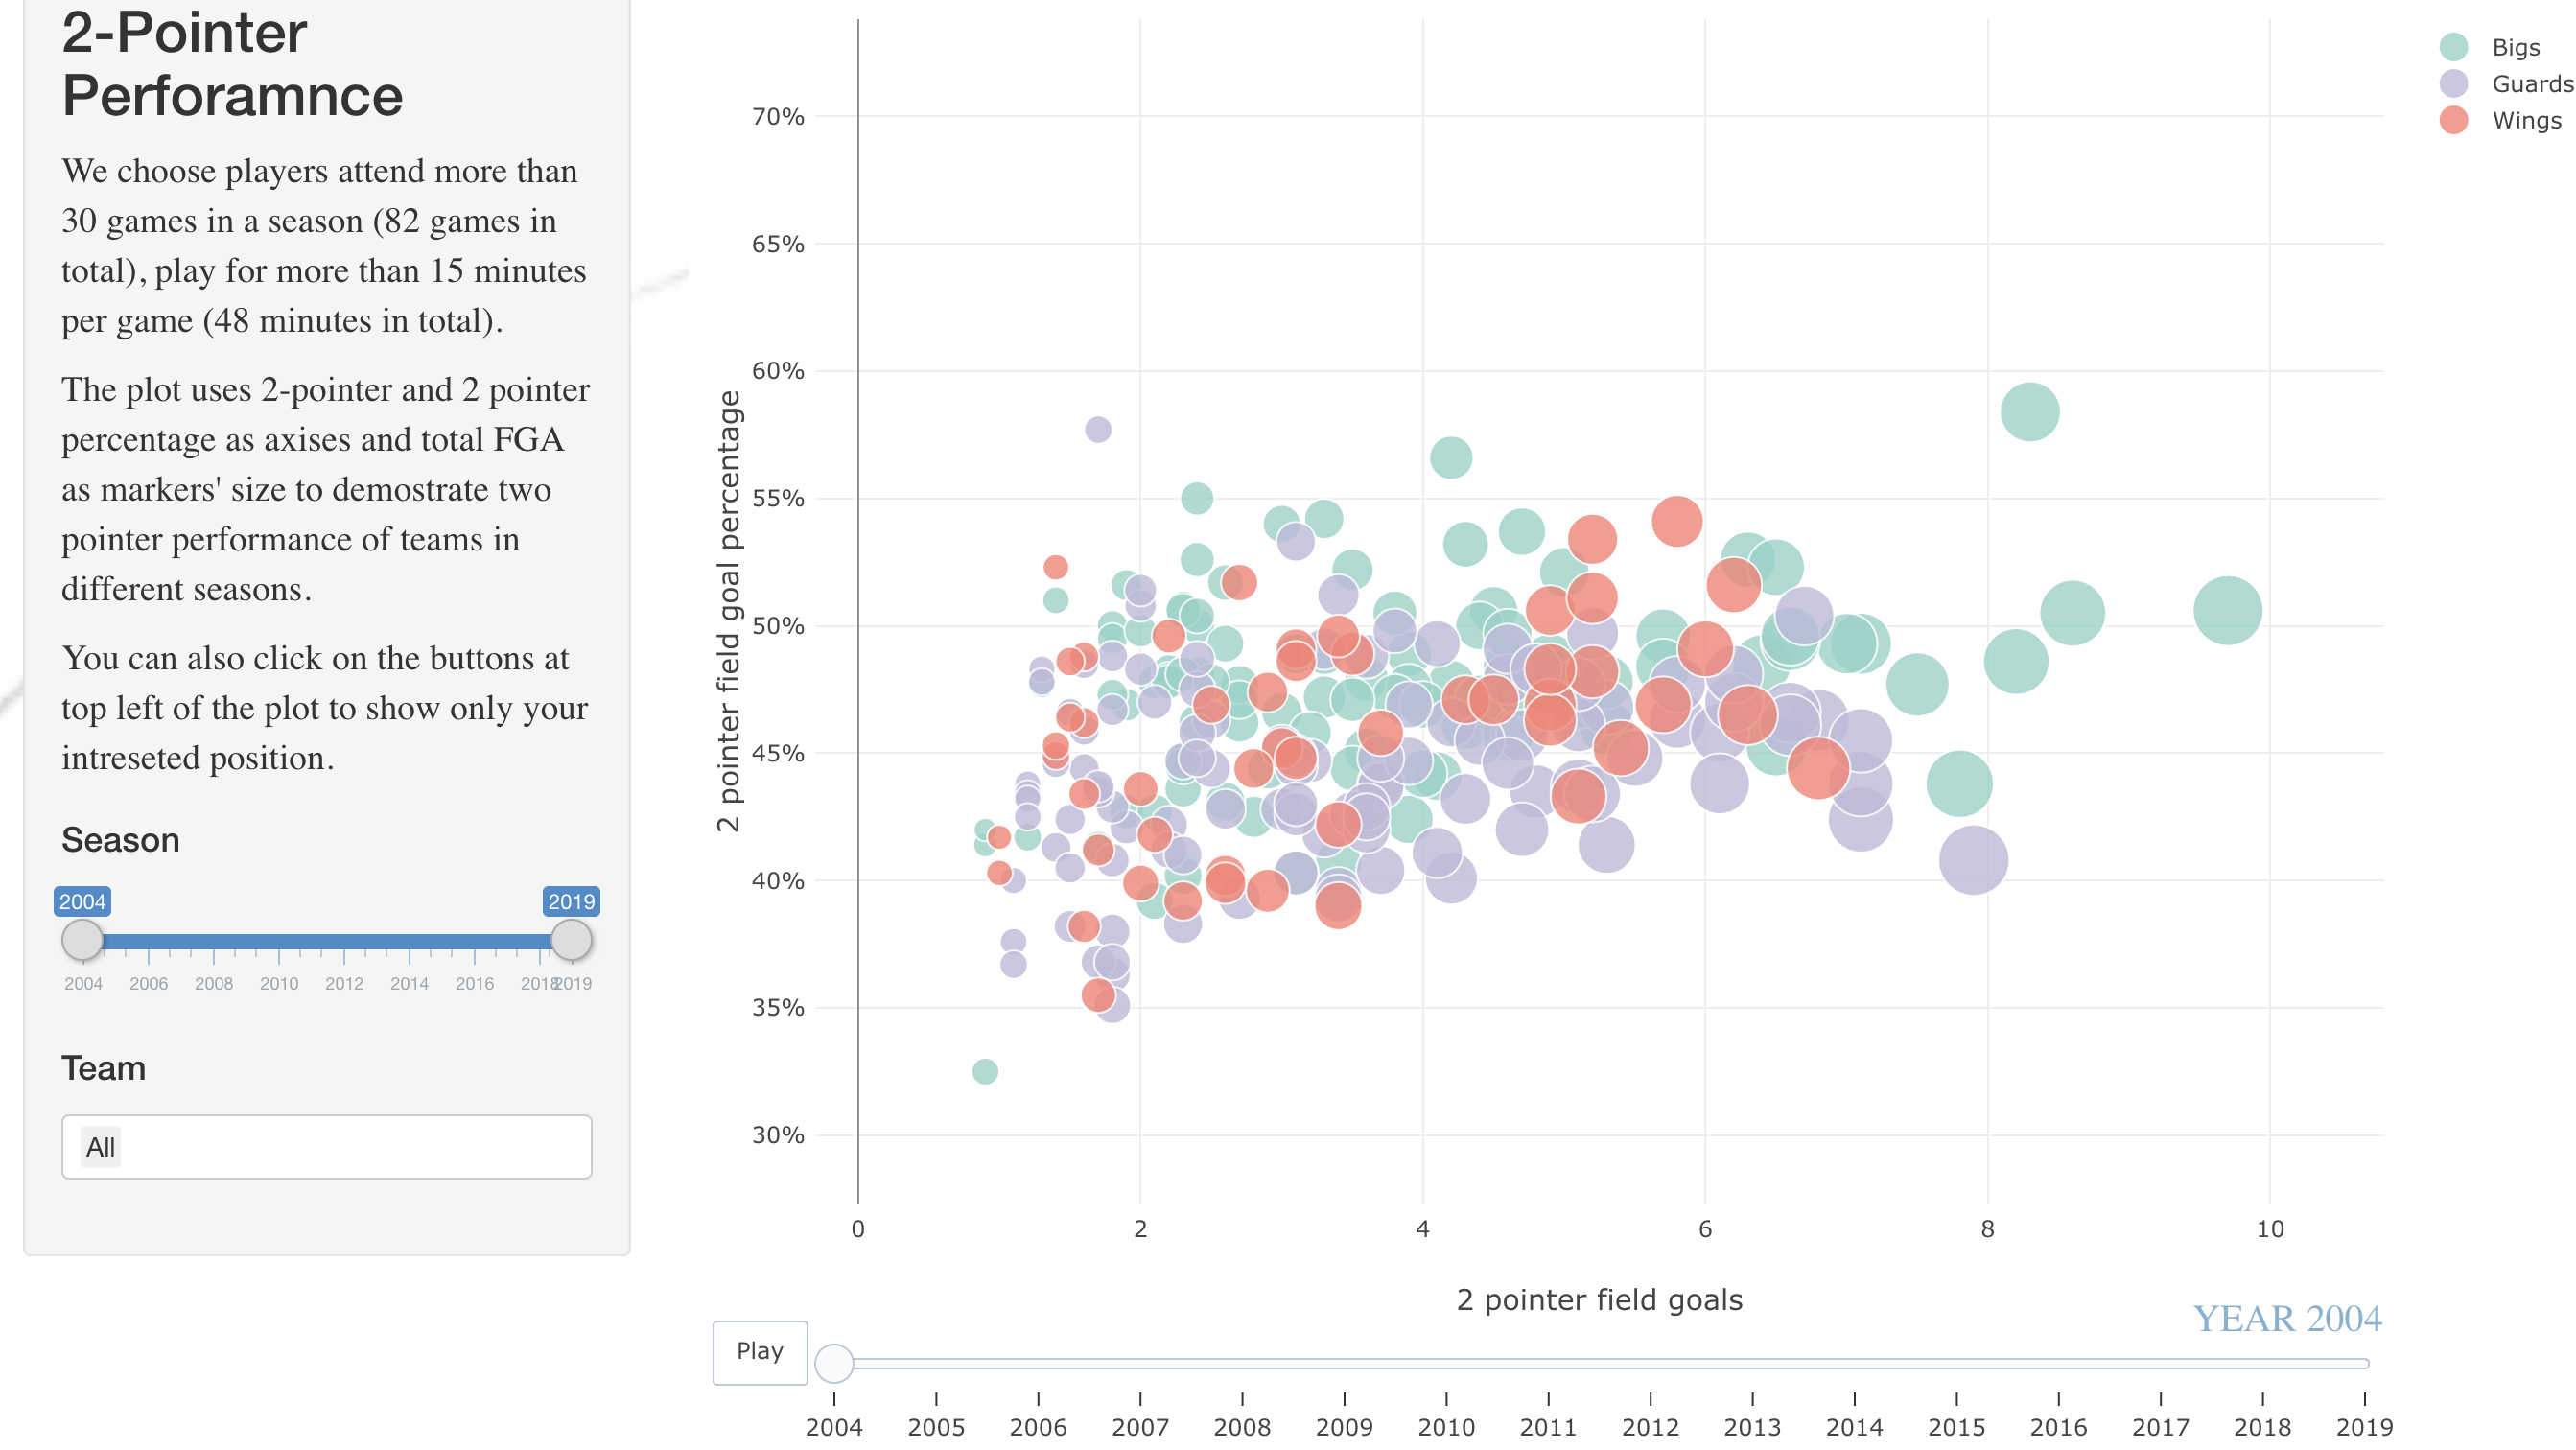 2-Pointer
Perforamnce
We choose players attend more than
30 games in a season (82 games in
total), play for more than 15 minutes
per game (48 minutes in total).
The plot uses 2-pointer and 2 pointer
percentage as axises and total FGA
as markers' size to demostrate two
pointer performance of teams in
different seasons.
You can also click on the buttons at
top left of the plot to show only your
intreseted position.
Season
2004 2019
2004 2006 2008 2010 2012 2014 2016 2018 2019
Team
All
2 pointer field goal percentage
70%
65%
60%
55%
50%
45%
40%
35%
30%
0 2 4 6 8 10
2 pointer field goals
Bigs
Guards
Wings
YEAR 2004
Play
2004 2005 2006 2007 2008 2009 2010 2011 2012 2013 2014 2015 2016 2017 2018 2019